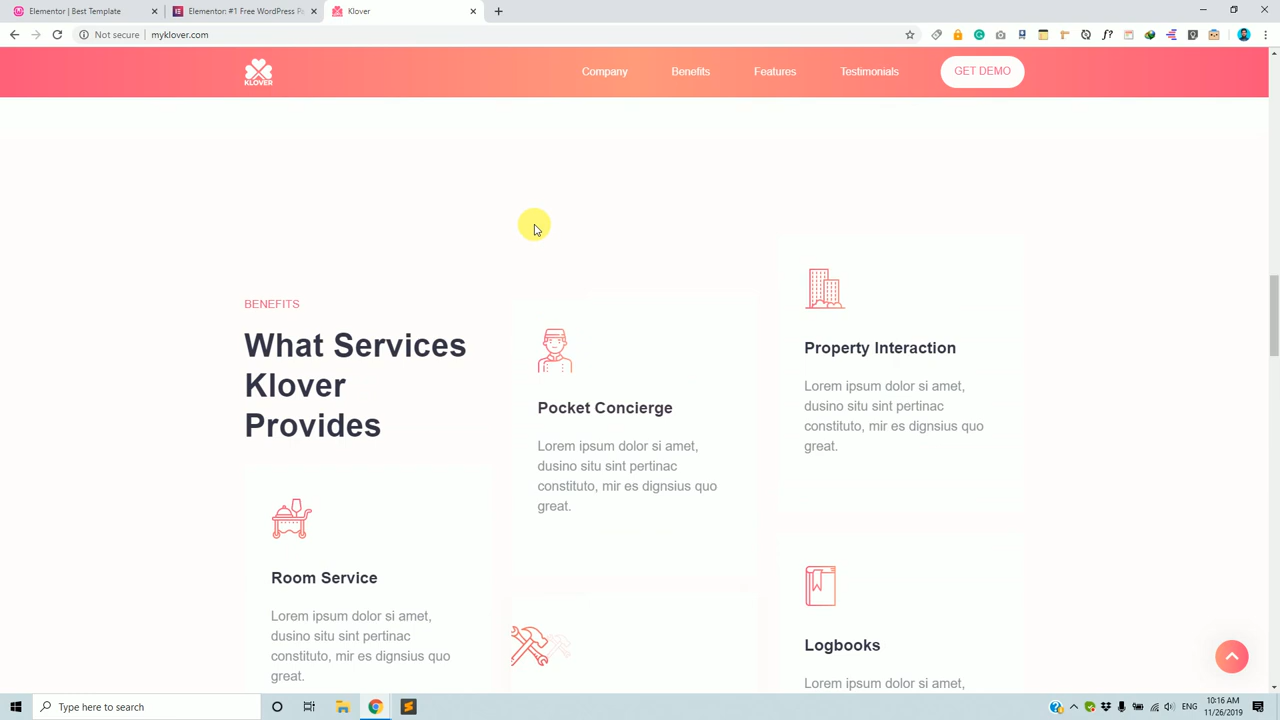 Elementor | Best Template
Elementor: #1 Free WordPress P
Klover
Not secure
myklover.com
KLOVER
Company
Benefits
Features
Testimonials
GET DEMO
BENEFITS
What Services
Klover
Provides
Room Service
Lorem ipsum dolor si amet,
dusino situ sint pertinac
constituto, mir es dignsius quo
great.
Pocket Concierge
Lorem ipsum dolor si amet,
dusino situ sint pertinac
constituto, mir es dignsius quo
great.
Property Interaction
Lorem ipsum dolor si amet,
dusino situ sint pertinac
constituto, mir es dignsius quo
great.
Logbooks
Lorem ipsum dolor si amet,
Type here to search
ENG
10:16 AM
11/26/2019